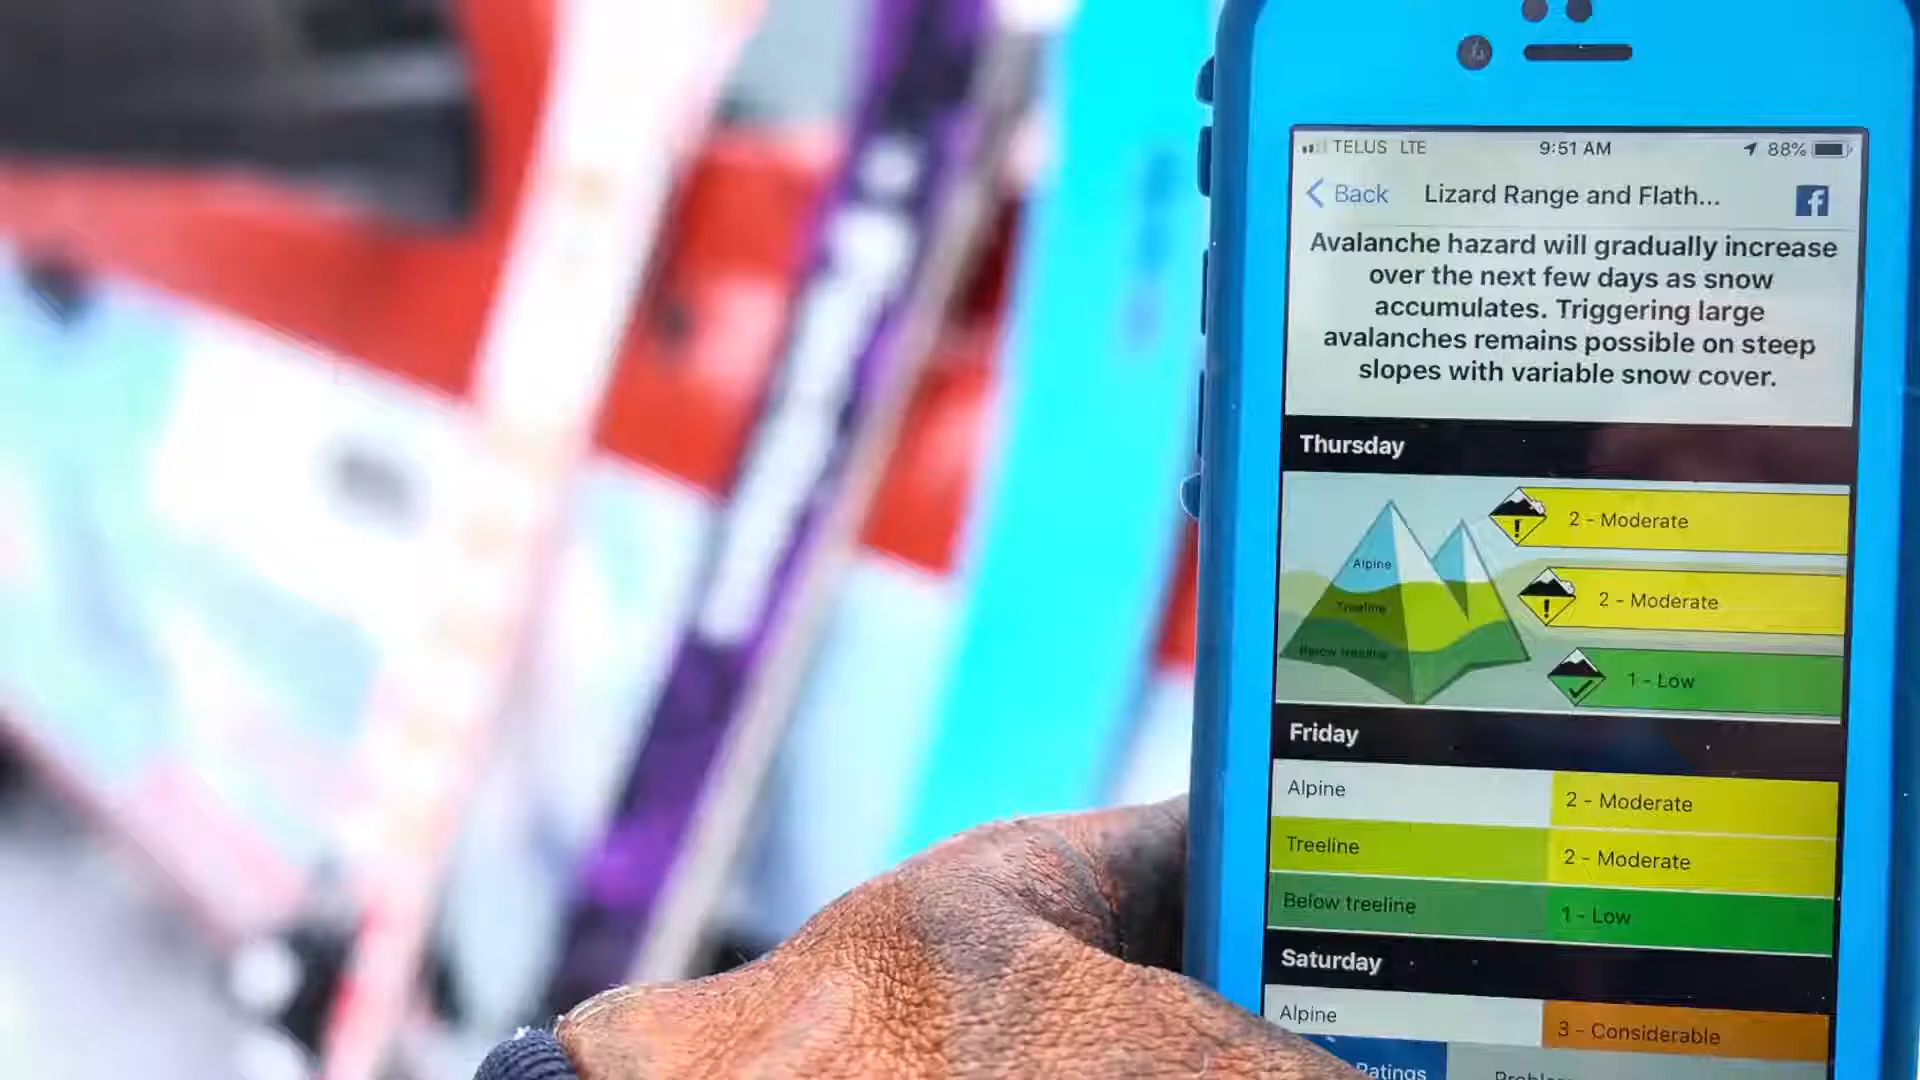 TELUS LTE 9:51 AM 88%
Back Lizard Range and Flath...
Avalanche hazard will gradually increase
over the next few days as snow
accumulates. Triggering large
avalanches remains possible on steep
slopes with variable snow cover.
Thursday
2 - Moderate
Alpine
2 - Moderate
Treeline
Below treeline
1 - Low
Friday
Alpine 2 - Moderate
Treeline 2 - Moderate
Below treeline 1 - Low
Saturday
Alpine 3 - Considerable
Ratings